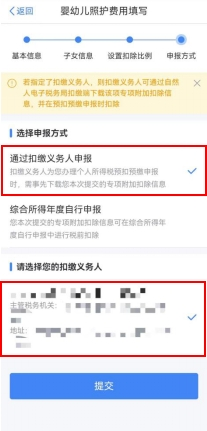 返回
婴幼儿照护费用填写
基本信息
子女信息
设置扣除比例
申报方式
若指定了扣缴义务人、则扣缴义务人可通过自然
人电子税务局扣缴端下载该项专项附加扣除信
息、并在预扣预缴申报时扣除
选择申报方式
通过扣缴义务人申报
扣缴义务人为您办理个人所得税预扣预缴申报
时、需事先下载您本次提交的专项附加扣除信息
综合所得年度自行申报
您本次提交的专项附加扣除信息可在综合所得年
度自行申报中进行税前扣除
请选择您的扣缴义务人
主管税务机关：
地址：
提交